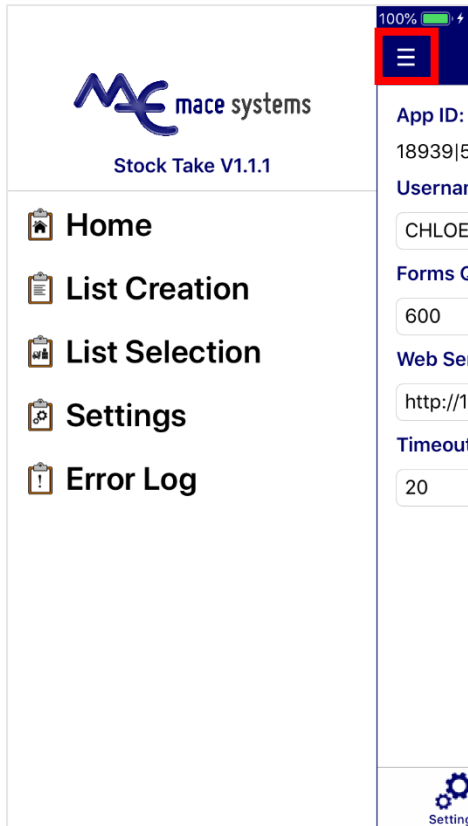 mace systems
Stock Take V1.1.1
Home
List Creation
List Selection
Settings
Error Log
100%
App ID:
18939|5
Usernar
CHLOE
Forms Q
600
Web Ser
http://1
Timeout
20
Setting